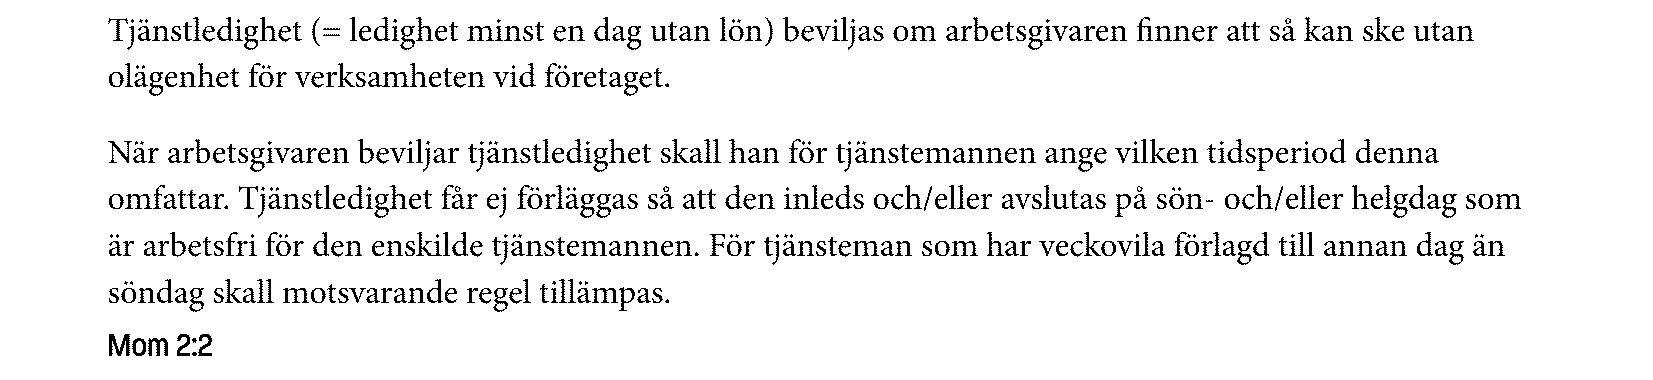 Tjänstledighet (= ledighet minst en dag utan lön) beviljas om arbetsgivaren finner att så kan ske utan
olägenhet för verksamheten vid företaget.
När arbetsgivaren beviljar tjänstledighet skall han för tjänstemannen ange vilken tidsperiod denna
omfattar. Tjänstledighet får ej förläggas så att den inleds och/eller avslutas på sön- och/eller helgdag som
är arbetsfri för den enskilde tjänstemannen. För tjänsteman som har veckovila förlagd till annan dag än
söndag skall motsvarande regel tillämpas.
Mom 2:2